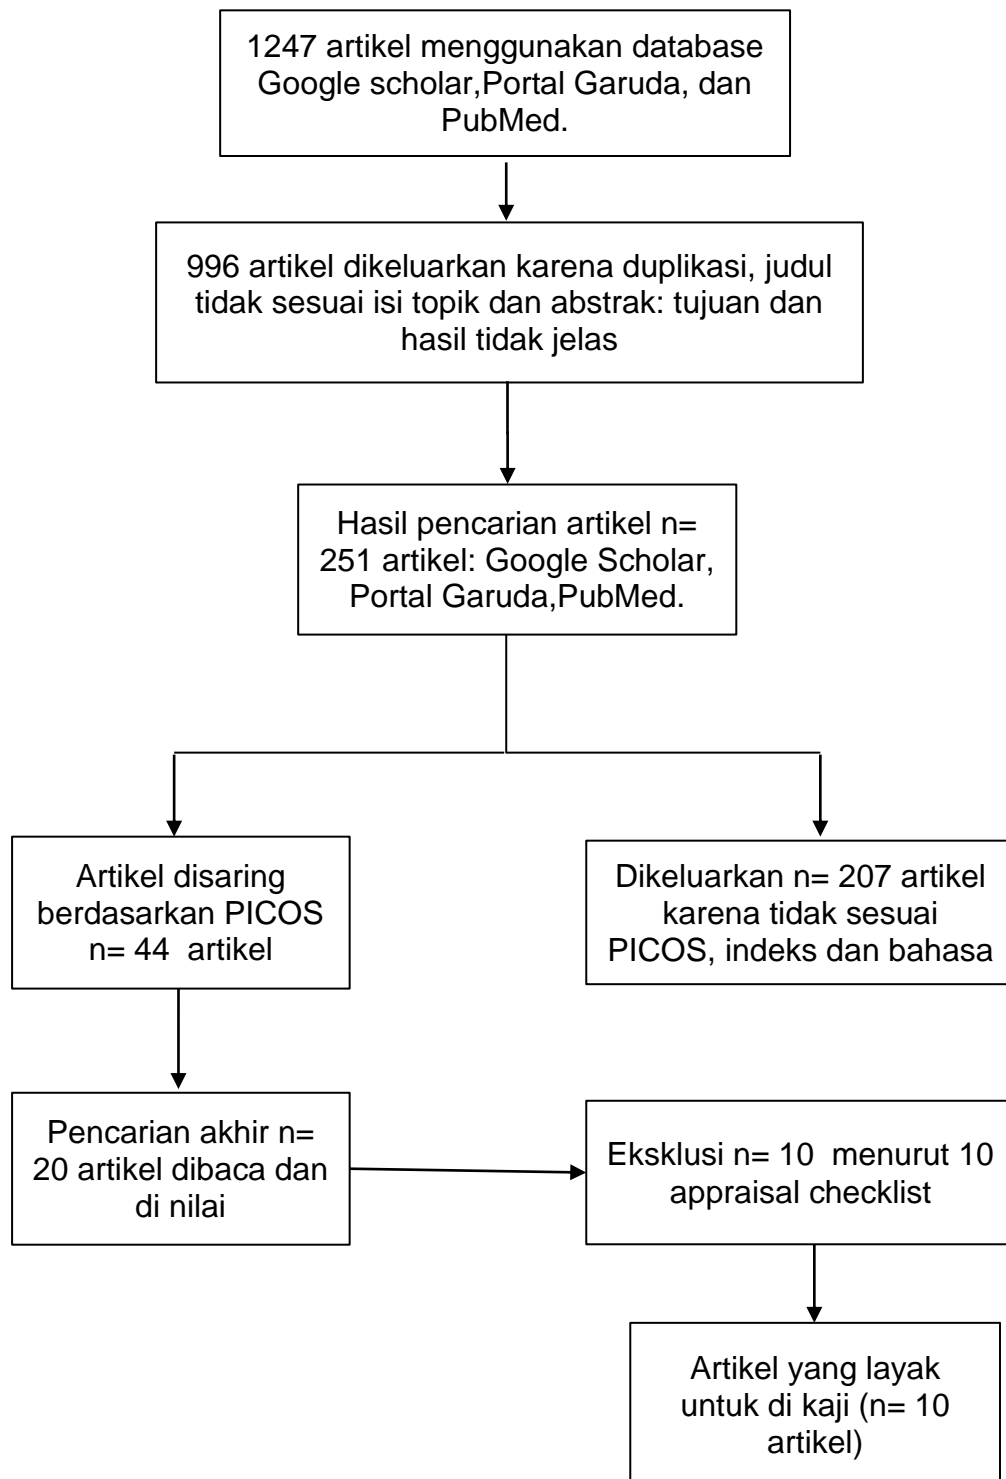 1247 artikel menggunakan database
Google scholar,Portal Garuda, dan
PubMed.
996 artikel dikeluarkan karena duplikasi, judul
tidak sesuai isi topik dan abstrak: tujuan dan
hasil tidak jelas
Hasil pencarian artikel n=
251 artikel: Google Scholar,
Portal Garuda,PubMed.
Artikel disaring
berdasarkan PICOS
n= 44  artikel
Dikeluarkan n= 207 artikel
karena tidak sesuai
PICOS, indeks dan bahasa
Pencarian akhir n=
20 artikel dibaca dan
di nilai
Eksklusi n= 10  menurut 10
appraisal checklist
Artikel yang layak
untuk di kaji (n= 10
artikel)